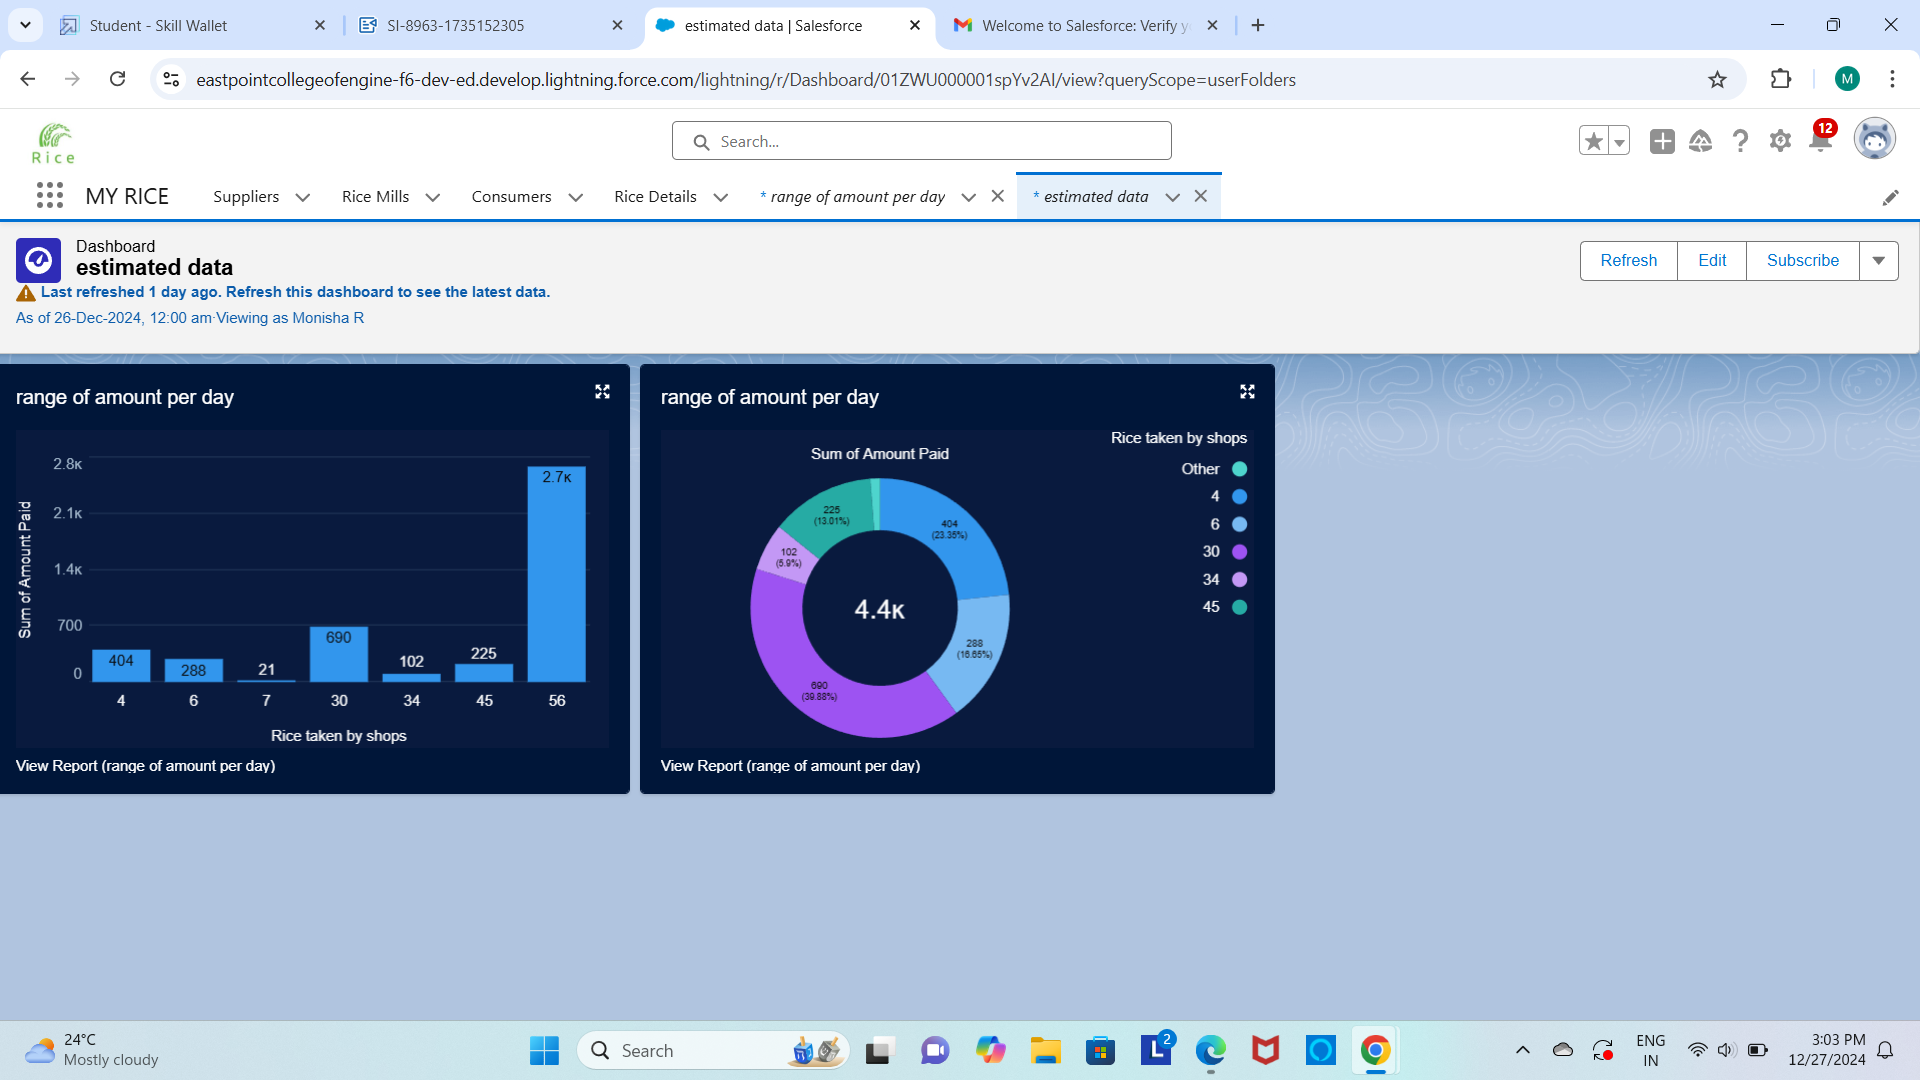 Student - Skill Wallet
SI-8963-1735152305
estimated data | Salesforce
Welcome to Salesforce: Verify y
eastpointcollegeofengine-f6-dev-ed.develop.lightning.force.com/lightning/r/Dashboard/01ZWU000001spYv2AI/view?queryScope=userFolders
M
Rice
Search...
12
MY RICE
Suppliers
Rice Mills
Consumers
Rice Details
* range of amount per day
* estimated data
Dashboard
estimated data
Last refreshed 1 day ago. Refresh this dashboard to see the latest data.
As of 26-Dec-2024, 12:00 am·Viewing as Monisha R
Refresh
Edit
Subscribe
range of amount per day
Sum of Amount Paid
2.8K
2.1K
1.4K
700
0
404
288
21
690
102
225
2.7K
4
6
7
30
34
45
56
Rice taken by shops
View Report (range of amount per day)
range of amount per day
Sum of Amount Paid
225
(13.01%)
404
(23.35%)
102
(5.9%)
4.4K
288
(16.65%)
690
(39.88%)
Rice taken by shops
Other
4
6
30
34
45
View Report (range of amount per day)
24°C
Mostly cloudy
Search
L
2
ENG
IN
3:03 PM
12/27/2024